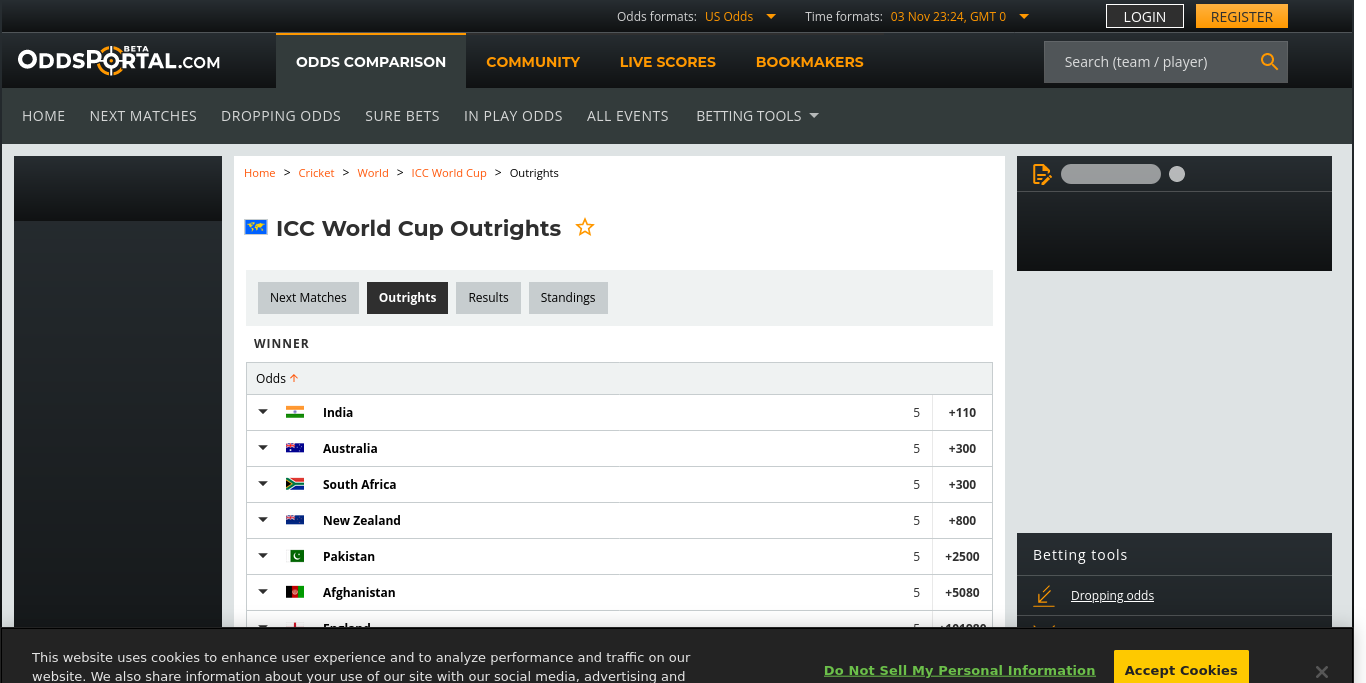 Odds formats: US Odds Time formats: 03 Nov 23:24, GMT 0 LOGIN REGISTER
ODDSPORTAL.COM BETA
ODDS COMPARISON COMMUNITY LIVE SCORES BOOKMAKERS Search (team / player)
HOME NEXT MATCHES DROPPING ODDS SURE BETS IN PLAY ODDS ALL EVENTS BETTING TOOLS
Home > Cricket > World > ICC World Cup > Outrights
ICC World Cup Outrights
Next Matches Outrights Results Standings
WINNER
Odds
India 5 +110
Australia 5 +300
South Africa 5 +300
New Zealand 5 +800
Pakistan 5 +2500
Afghanistan 5 +5080
England 5
Betting tools
Dropping odds
This website uses cookies to enhance user experience and to analyze performance and traffic on our
website. We also share information about your use of our site with our social media, advertising and
Do Not Sell My Personal Information
Accept Cookies